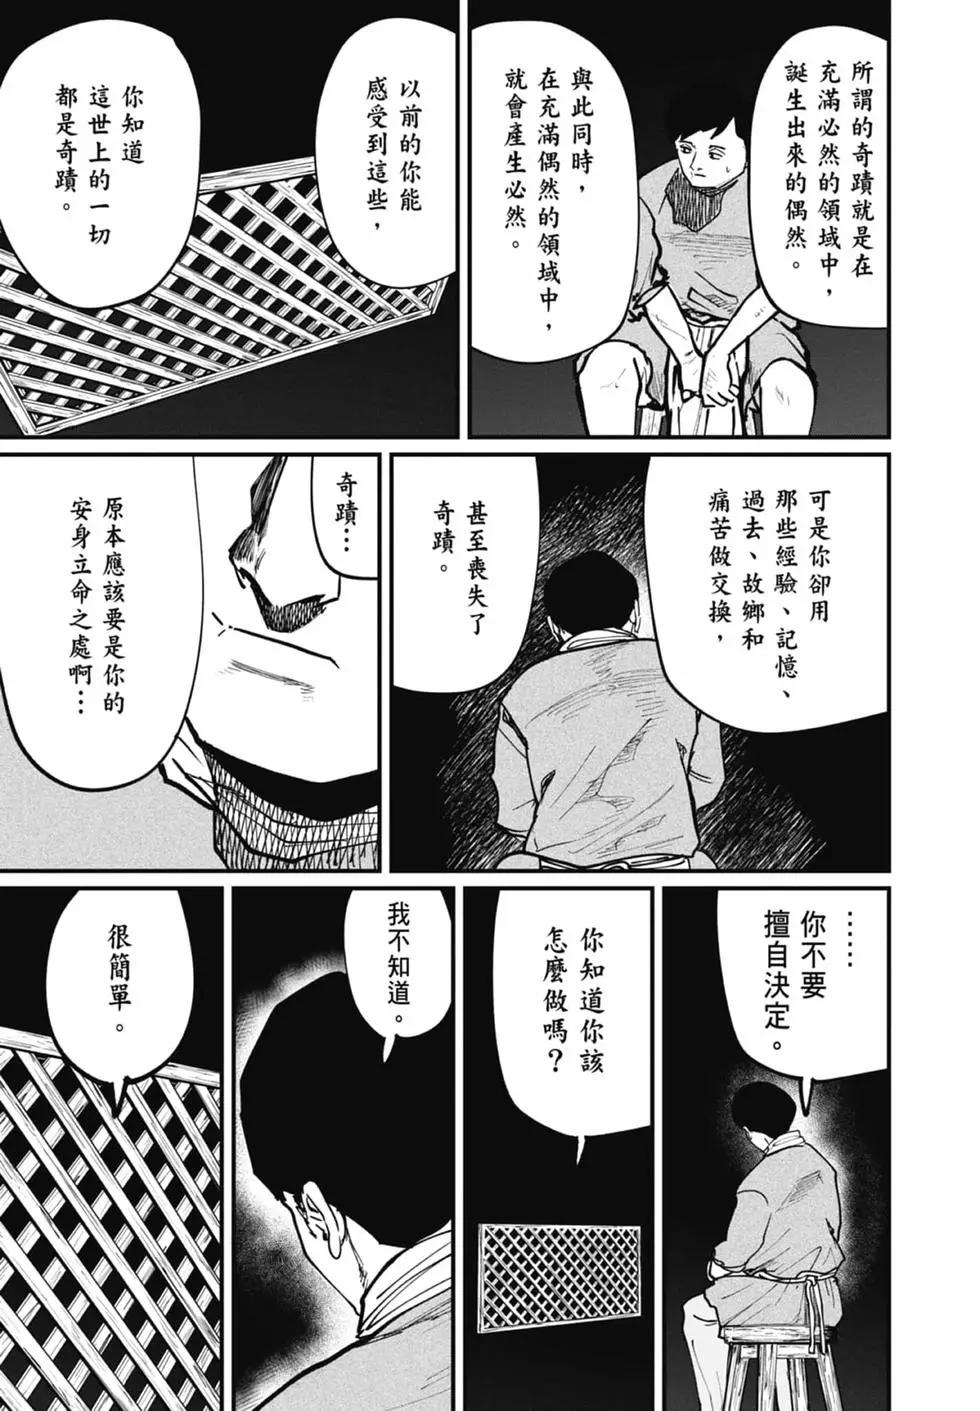 所謂的奇蹟就是在
充滿必然的領域中,
誕生出來的偶然。
與此同時,
在充滿偶然的領域中,
就會產生必然。
以前的你能
感受到這些,
你知道
這世上的一切
都是奇蹟。
可是你卻用
那些經驗、記憶、
過去、故鄉和
痛苦做交換,
甚至喪失了
奇蹟。
奇蹟…
原本應該要是你的
安身立命之處啊…
……
你不要
擅自決定。
你知道你該
怎麼做嗎？
我不知道。
很簡單。